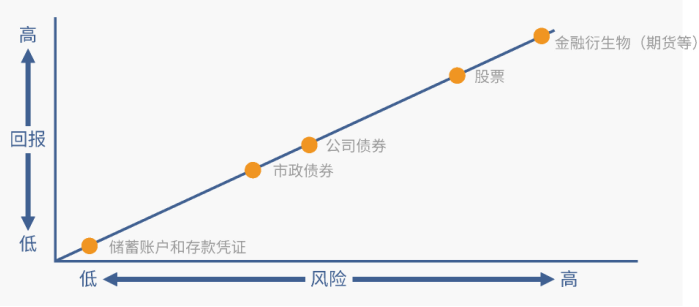 高
金融衍生物（期货等）
股票
回报
公司债券
市政债券
低
储蓄账户和存款凭证
低
风险
高